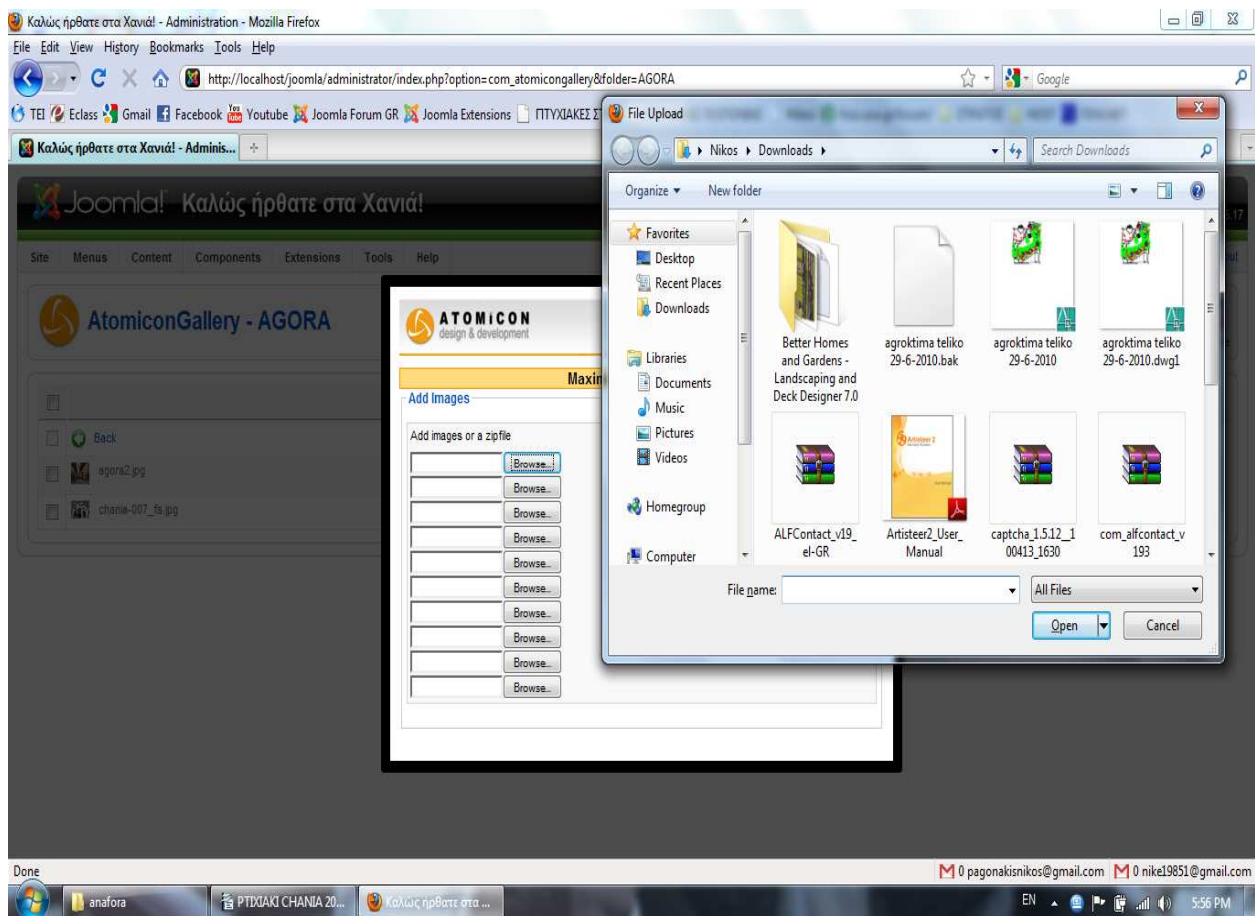 Καλώς ήρθατε στα Χανιά! - Administration - Mozilla Firefox
File Edit View History Bookmarks Tools Help
http://localhost/joomla/administrator/index.php?option=com_atomicongallery&folder=AGORA
Google
TEI Eclass Gmail Facebook Youtube Joomla Forum GR Joomla Extensions ΠΤΥΧΙΑΚΕΣ
Καλώς ήρθατε στα Χανιά! - Adminis...
Joomla! Καλώς ήρθατε στα Χανιά!
Site Menus Content Components Extensions Tools Help
AtomiconGallery - AGORA
Back
agora2.jpg
chania-007_fs.jpg
ATOMiCON
design & development
Add Images
Add images or a zipfile
Browse...
Browse...
Browse...
Browse...
Browse...
Browse...
Browse...
Browse...
Browse...
Browse...
File Upload
Nikos Downloads
Search Downloads
Organize New folder
Favorites
Desktop
Recent Places
Downloads
Libraries
Documents
Music
Pictures
Videos
Homegroup
Computer
Better Homes
and Gardens -
Landscaping and
Deck Designer 7.0
agroktima teliko
29-6-2010.bak
agroktima teliko
29-6-2010
agroktima teliko
29-6-2010.dwg1
ALFContact_v19_
el-GR
Artisteer2_User_
Manual
captcha_1.5.12__1
00413_1630
com_alfcontact_v
193
File name:
All Files
Open Cancel
Done
0 pagonakisnikos@gmail.com 0 nike19851@gmail.com
anafora
PTIXIAKI CHANIA 20...
Καλώς ήρθατε στα ...
EN 5:56 PM